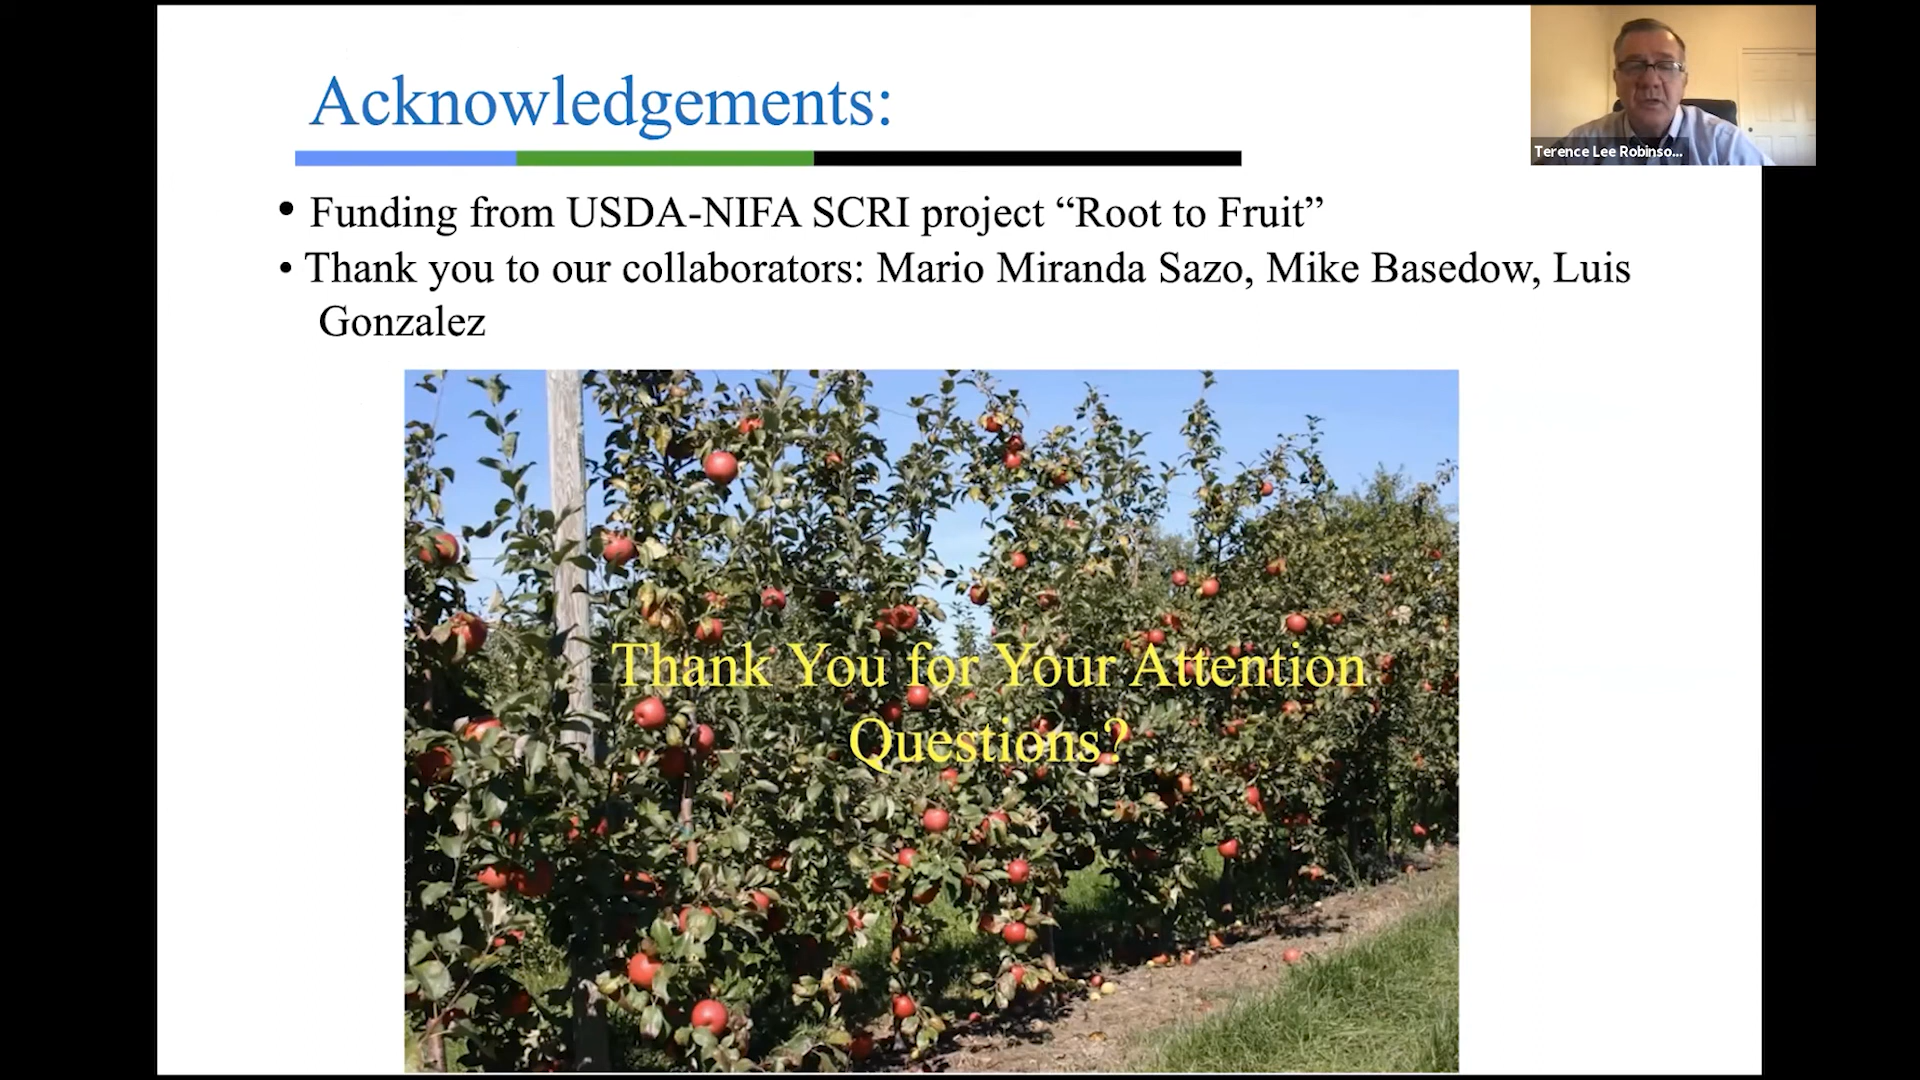 Acknowledgements:
Terence Lee Robinso...
• Funding from USDA-NIFA SCRI project “Root to Fruit”
• Thank you to our collaborators: Mario Miranda Sazo, Mike Basedow, Luis
Gonzalez
Thank You for Your Attention
Questions?